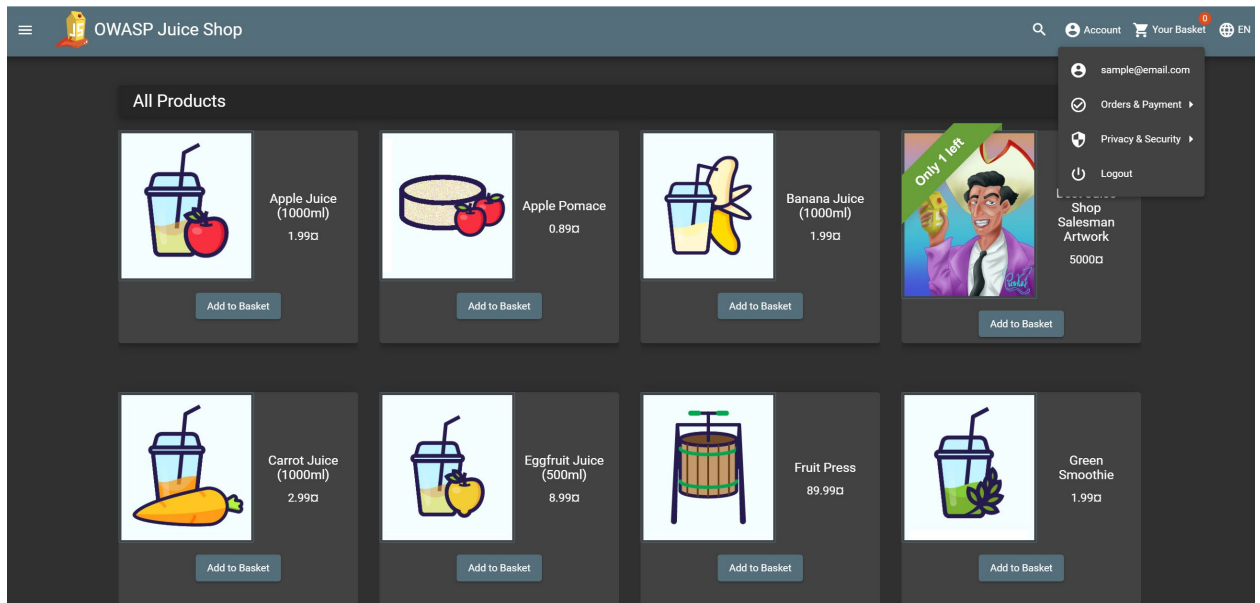 OWASP Juice Shop
Account
0
Your Basket
EN
sample@email.com
Orders & Payment
Privacy & Security
Logout
All Products
Apple Juice
(1000ml)
1.99¤
Add to Basket
Apple Pomace
0.89¤
Add to Basket
Banana Juice
(1000ml)
1.99¤
Add to Basket
Only 1 left
Shop
Salesman
Artwork
5000¤
Add to Basket
Carrot Juice
(1000ml)
2.99¤
Add to Basket
Eggfruit Juice
(500ml)
8.99¤
Add to Basket
Fruit Press
89.99¤
Add to Basket
Green
Smoothie
1.99¤
Add to Basket